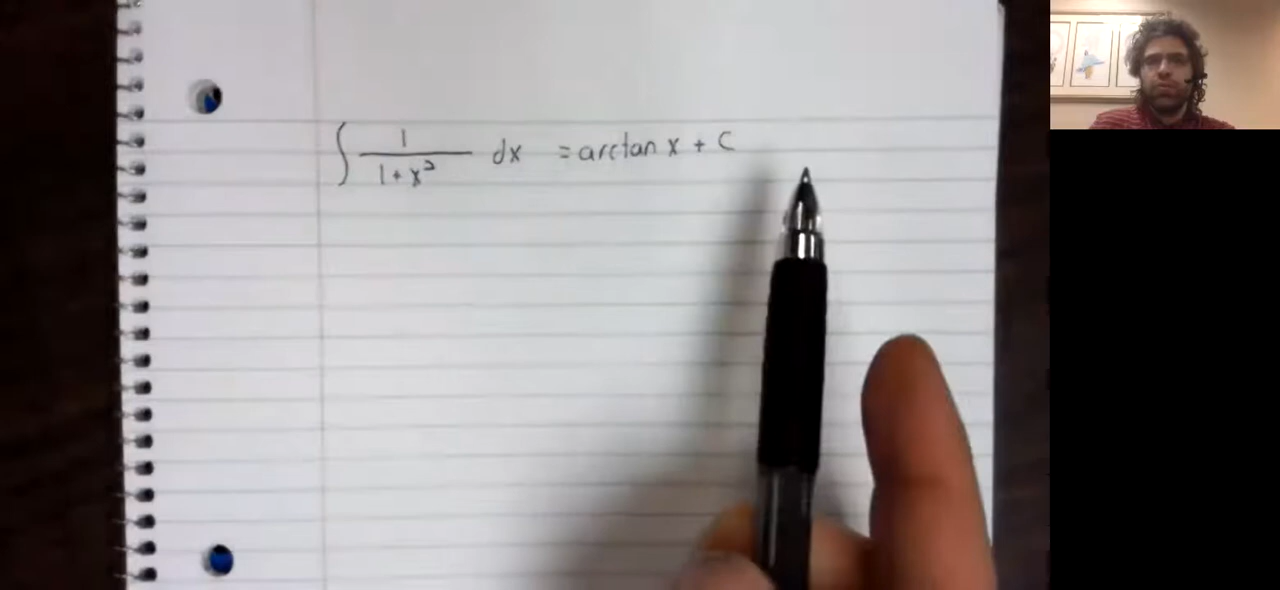 ∫ 1/(1+x²) dx = arctan x + C